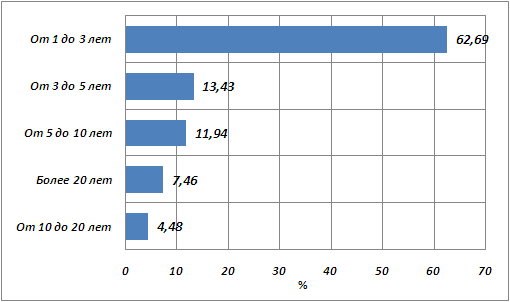 От 1 до 3 лет 62,69
От 3 до 5 лет 13,43
От 5 до 10 лет 11,94
Более 20 лет 7,46
От 10 до 20 лет 4,48
0 10 20 30 40 50 60 70
%